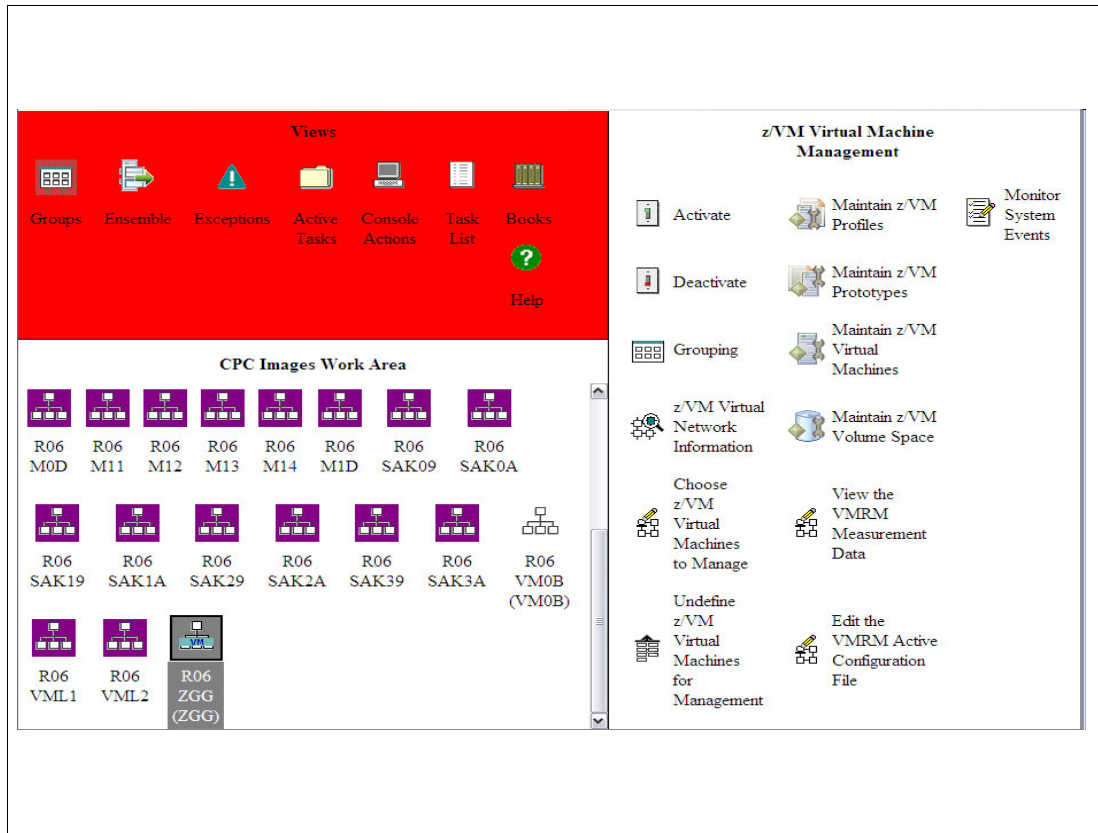 Views
Groups
Ensemble
Exceptions
Active
Tasks
Console
Actions
Task
List
Books
?
Help
CPC Images Work Area
R06
M0D
R06
M11
R06
M12
R06
M13
R06
M14
R06
M1D
R06
SAK09
R06
SAK0A
R06
SAK19
R06
SAK1A
R06
SAK29
R06
SAK2A
R06
SAK39
R06
SAK3A
R06
VM0B
(VM0B)
R06
VML1
R06
VML2
VM
R06
ZGG
(ZGG)
z/VM Virtual Machine
Management
Activate
Maintain z/VM
Profiles
Monitor
System
Events
Deactivate
Maintain z/VM
Prototypes
Grouping
Maintain z/VM
Virtual
Machines
z/VM Virtual
Network
Information
Maintain z/VM
Volume Space
Choose
z/VM
Virtual
Machines
to Manage
View the
VMRM
Measurement
Data
Undefine
z/VM
Virtual
Machines
for
Management
Edit the
VMRM Active
Configuration
File